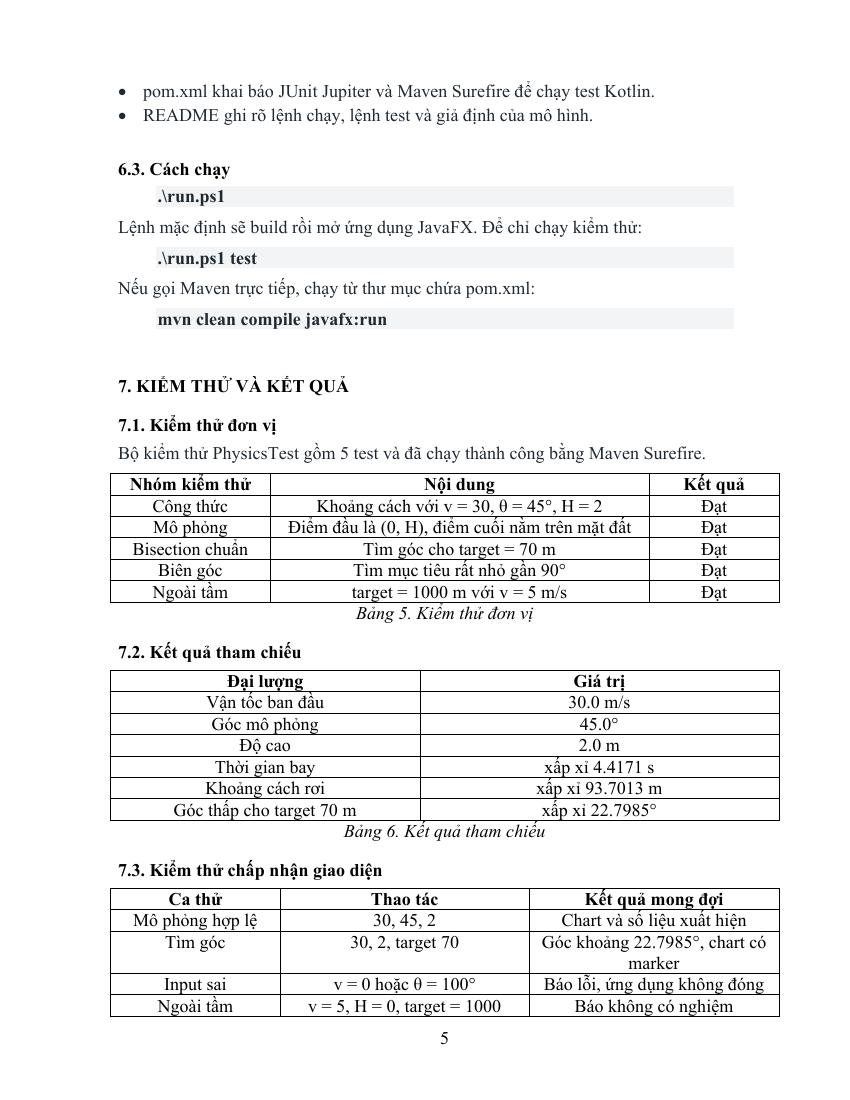 • pom.xml khai báo JUnit Jupiter và Maven Surefire để chạy test Kotlin.
• README ghi rõ lệnh chạy, lệnh test và giả định của mô hình.
6.3. Cách chạy
.\run.ps1
Lệnh mặc định sẽ build rồi mở ứng dụng JavaFX. Để chỉ chạy kiểm thử:
.\run.ps1 test
Nếu gọi Maven trực tiếp, chạy từ thư mục chứa pom.xml:
mvn clean compile javafx:run
7. KIỂM THỬ VÀ KẾT QUẢ
7.1. Kiểm thử đơn vị
Bộ kiểm thử PhysicsTest gồm 5 test và đã chạy thành công bằng Maven Surefire.
Nhóm kiểm thử Nội dung Kết quả
Công thức Khoảng cách với v = 30, θ = 45°, H = 2 Đạt
Mô phỏng Điểm đầu là (0, H), điểm cuối nằm trên mặt đất Đạt
Bisection chuẩn Tìm góc cho target = 70 m Đạt
Biên góc Tìm mục tiêu rất nhỏ gần 90° Đạt
Ngoài tầm target = 1000 m với v = 5 m/s Đạt
Bảng 5. Kiểm thử đơn vị
7.2. Kết quả tham chiếu
Đại lượng Giá trị
Vận tốc ban đầu 30.0 m/s
Góc mô phỏng 45.0°
Độ cao 2.0 m
Thời gian bay xấp xỉ 4.4171 s
Khoảng cách rơi xấp xỉ 93.7013 m
Góc thấp cho target 70 m xấp xỉ 22.7985°
Bảng 6. Kết quả tham chiếu
7.3. Kiểm thử chấp nhận giao diện
Ca thử Thao tác Kết quả mong đợi
Mô phỏng hợp lệ 30, 45, 2 Chart và số liệu xuất hiện
Tìm góc 30, 2, target 70 Góc khoảng 22.7985°, chart có
marker
Input sai v = 0 hoặc θ = 100° Báo lỗi, ứng dụng không đóng
Ngoài tầm v = 5, H = 0, target = 1000 Báo không có nghiệm
5